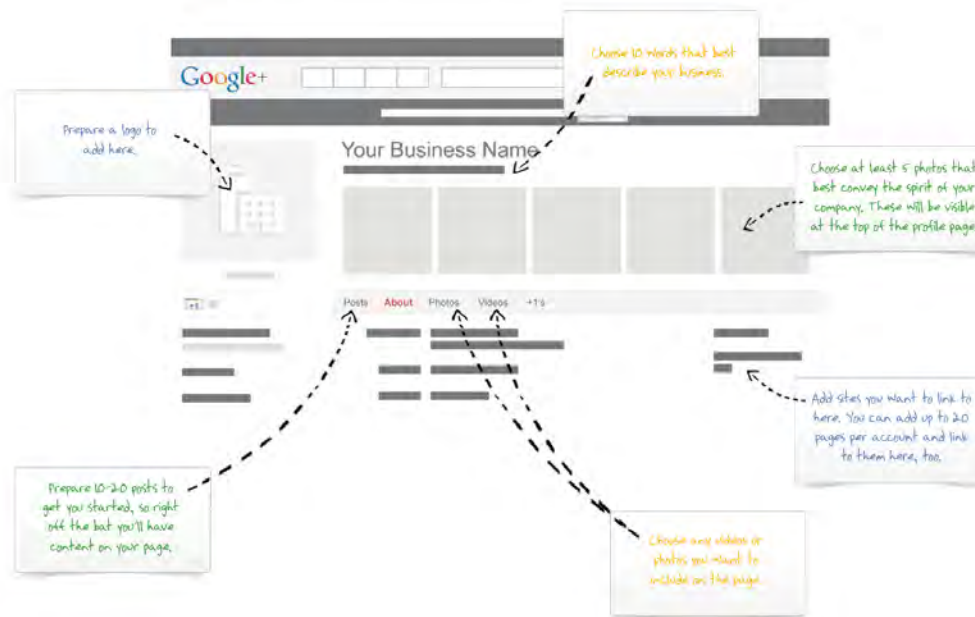 Choose 10 words that best
describe your business.
Google+
Prepare a logo to
add here.
Your Business Name
Choose at least 5 photos that
best convey the spirit of your
company. These will be visible
at the top of the profile page
+1
Posts About Photos Videos +1's
Add sites you want to link to
here. You can add up to 20
pages per account and link
to them here, too.
Prepare 10-20 posts to
get you started, so right
off the bat you'll have
content on your page.
Choose any videos or
photos you want to
include on the page